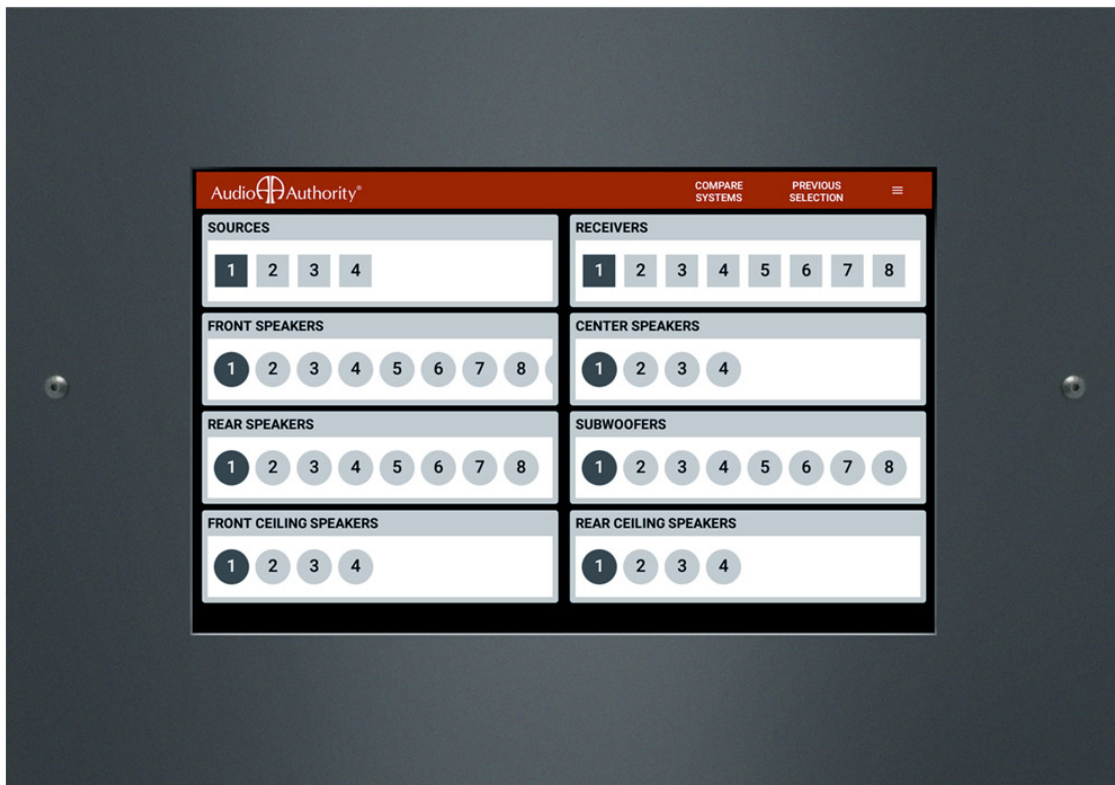 Audio AA Authority®
COMPARE
SYSTEMS
PREVIOUS
SELECTION
SOURCES
1 2 3 4
RECEIVERS
1 2 3 4 5 6 7 8
FRONT SPEAKERS
1 2 3 4 5 6 7 8
CENTER SPEAKERS
1 2 3 4
REAR SPEAKERS
1 2 3 4 5 6 7 8
SUBWOOFERS
1 2 3 4 5 6 7 8
FRONT CEILING SPEAKERS
1 2 3 4
REAR CEILING SPEAKERS
1 2 3 4